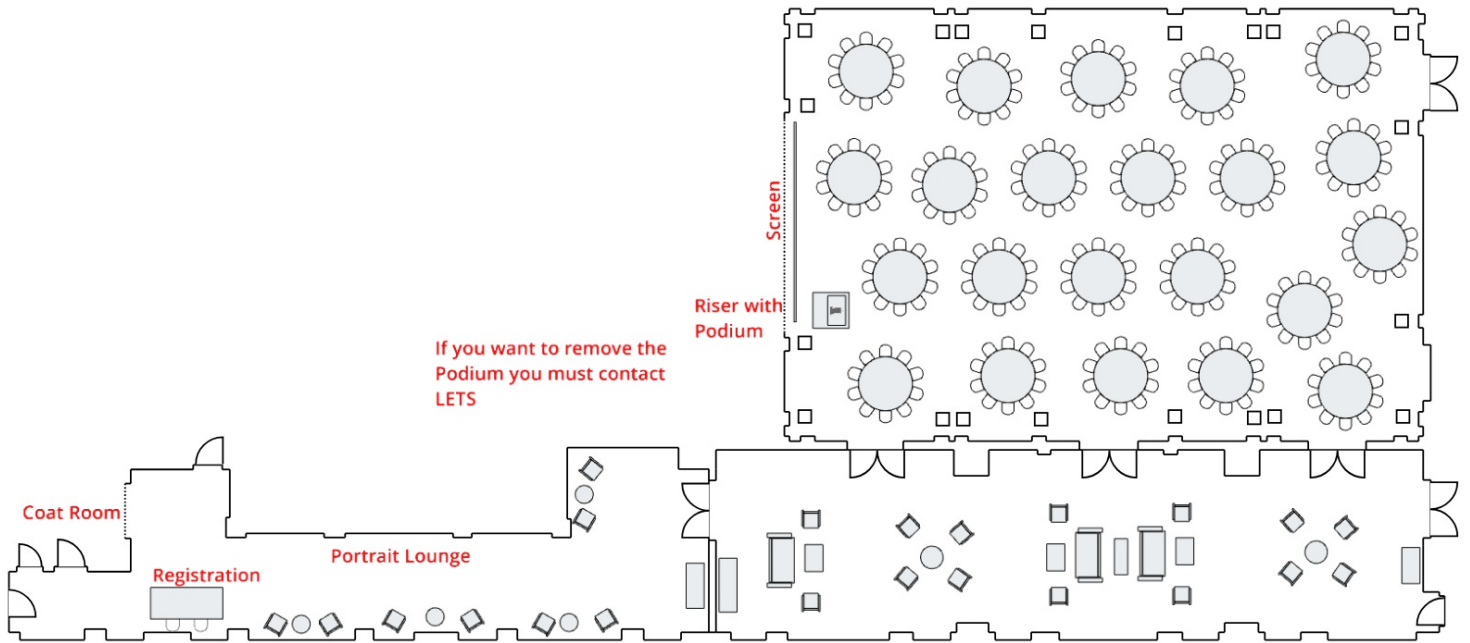 Screen
Riser with
Podium
If you want to remove the
Podium you must contact
LETS
Coat Room
Portrait Lounge
Registration